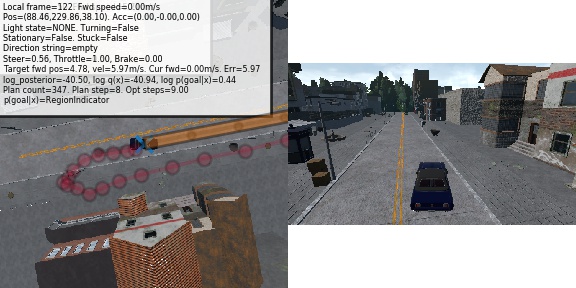 Local frame=122. Fwd speed=0.00m/s
Pos=(88.46,229.86,38.10). Acc=(0.00,-0.00,0.00)
Light state=NONE. Turning=False
Stationary=False. Stuck=False
Direction string=empty
Steer=0.56, Throttle=1.00, Brake=0.00
Target fwd pos=4.78, vel=5.97m/s. Cur fwd=0.00m/s. Err=5.97
log_posterior=-40.50, log q(x)=-40.94, log p(goal|x)=0.44
Plan count=347. Plan step=8. Opt steps=9.00
p(goal|x)=RegionIndicator